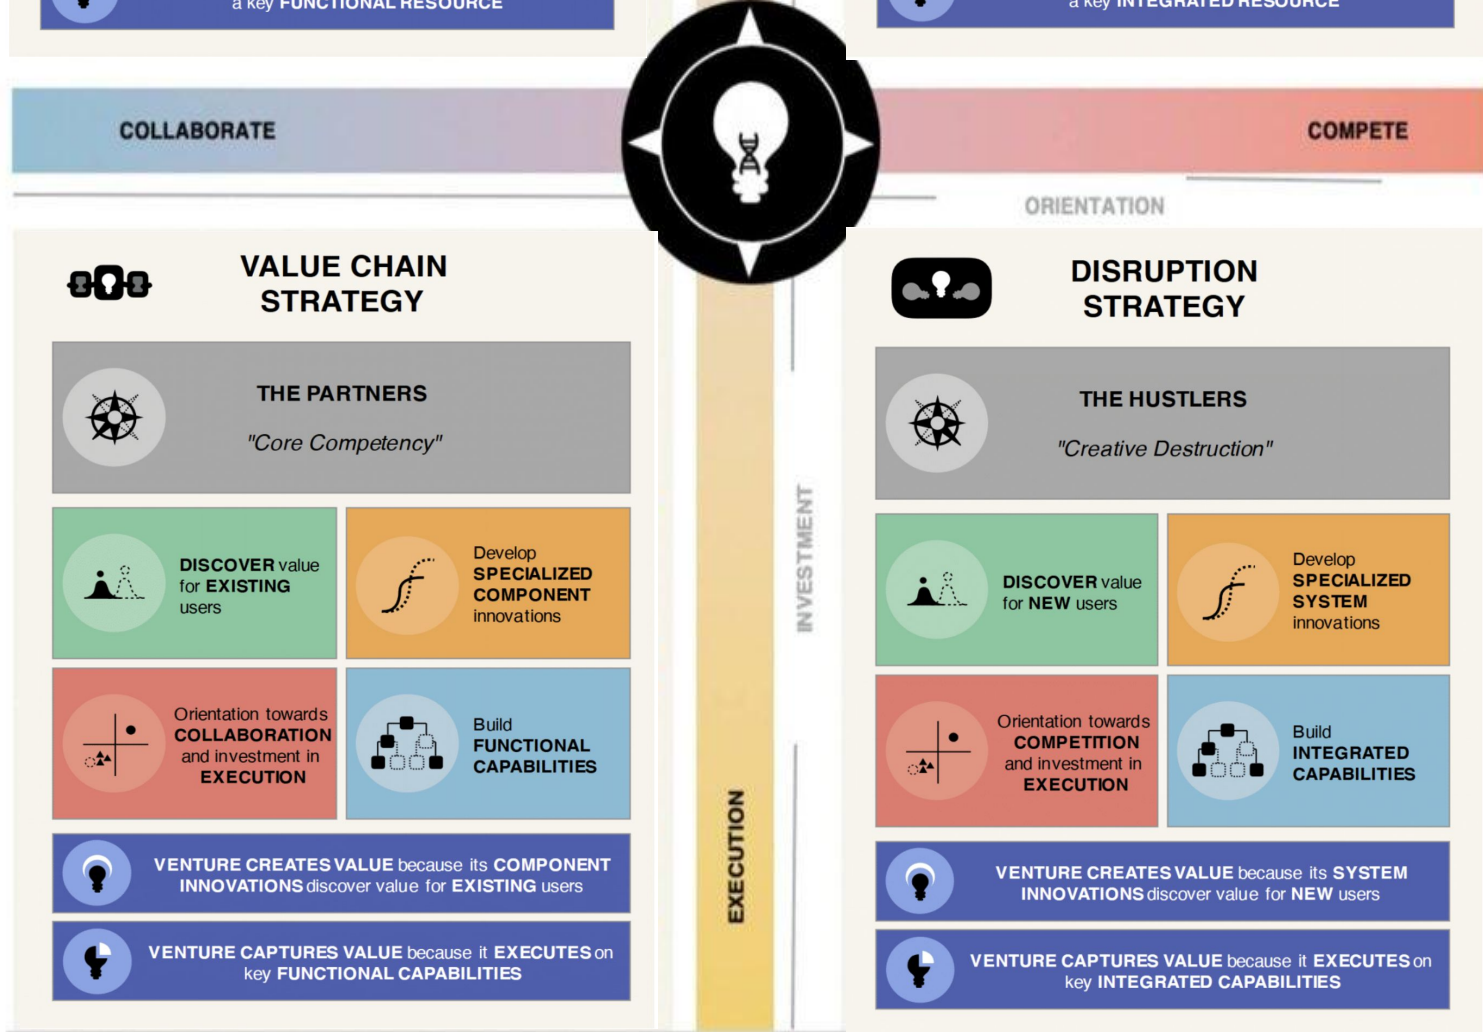 a key FUNCTIONAL RESOURCE
a key INTEGRATED RESOURCE
COLLABORATE
COMPETE
ORIENTATION
VALUE CHAIN
STRATEGY
THE PARTNERS
"Core Competency"
DISCOVER value
for EXISTING
users
Develop
SPECIALIZED
COMPONENT
innovations
Orientation towards
COLLABORATION
and investment in
EXECUTION
Build
FUNCTIONAL
CAPABILITIES
VENTURE CREATES VALUE because its COMPONENT
INNOVATIONS discover value for EXISTING users
VENTURE CAPTURES VALUE because it EXECUTES on
key FUNCTIONAL CAPABILITIES
INVESTMENT
EXECUTION
DISRUPTION
STRATEGY
THE HUSTLERS
"Creative Destruction"
DISCOVER value
for NEW users
Develop
SPECIALIZED
SYSTEM
innovations
Orientation towards
COMPETITION
and investment in
EXECUTION
Build
INTEGRATED
CAPABILITIES
VENTURE CREATES VALUE because its SYSTEM
INNOVATIONS discover value for NEW users
VENTURE CAPTURES VALUE because it EXECUTES on
key INTEGRATED CAPABILITIES